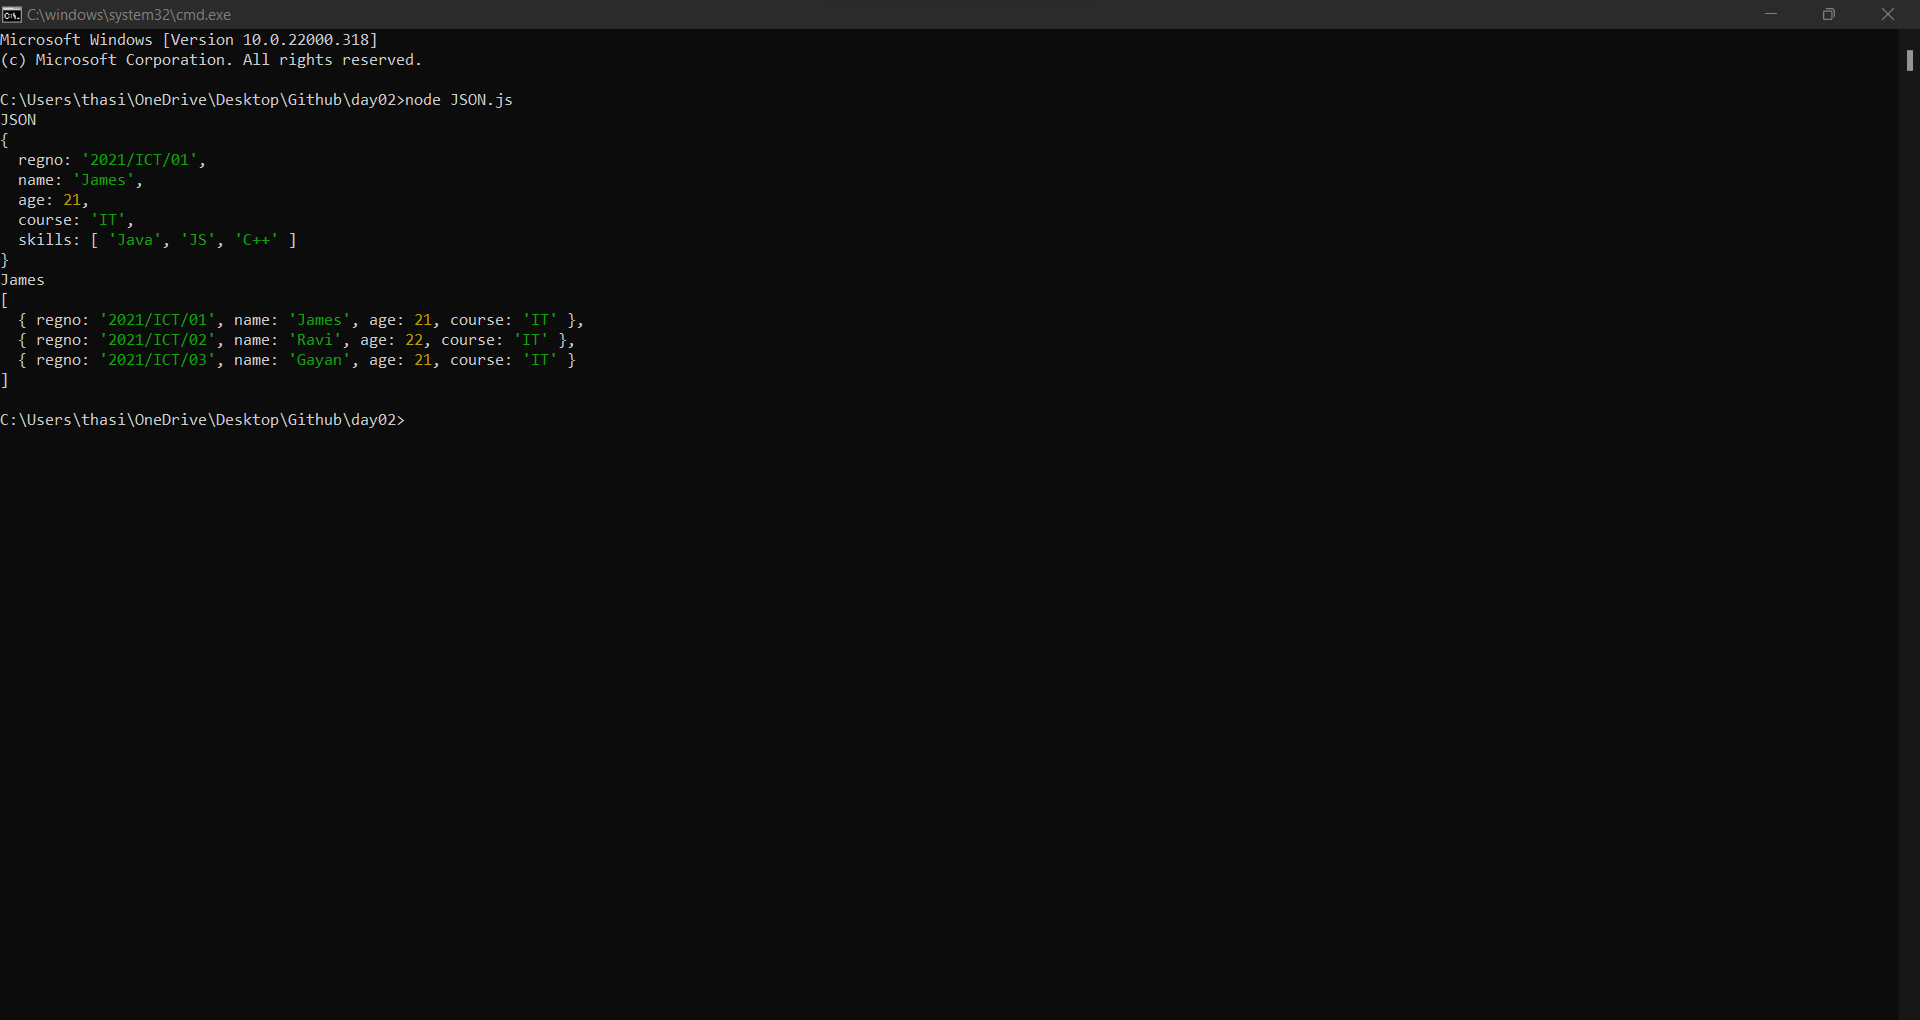 C:\windows\system32\cmd.exe
Microsoft Windows [Version 10.0.22000.318]
(c) Microsoft Corporation. All rights reserved.
C:\Users\thasi\OneDrive\Desktop\Github\day02>node JSON.js
JSON
{
  regno: '2021/ICT/01',
  name: 'James',
  age: 21,
  course: 'IT',
  skills: [ 'Java', 'JS', 'C++' ]
}
James
[
  { regno: '2021/ICT/01', name: 'James', age: 21, course: 'IT' },
  { regno: '2021/ICT/02', name: 'Ravi', age: 22, course: 'IT' },
  { regno: '2021/ICT/03', name: 'Gayan', age: 21, course: 'IT' }
]
C:\Users\thasi\OneDrive\Desktop\Github\day02>